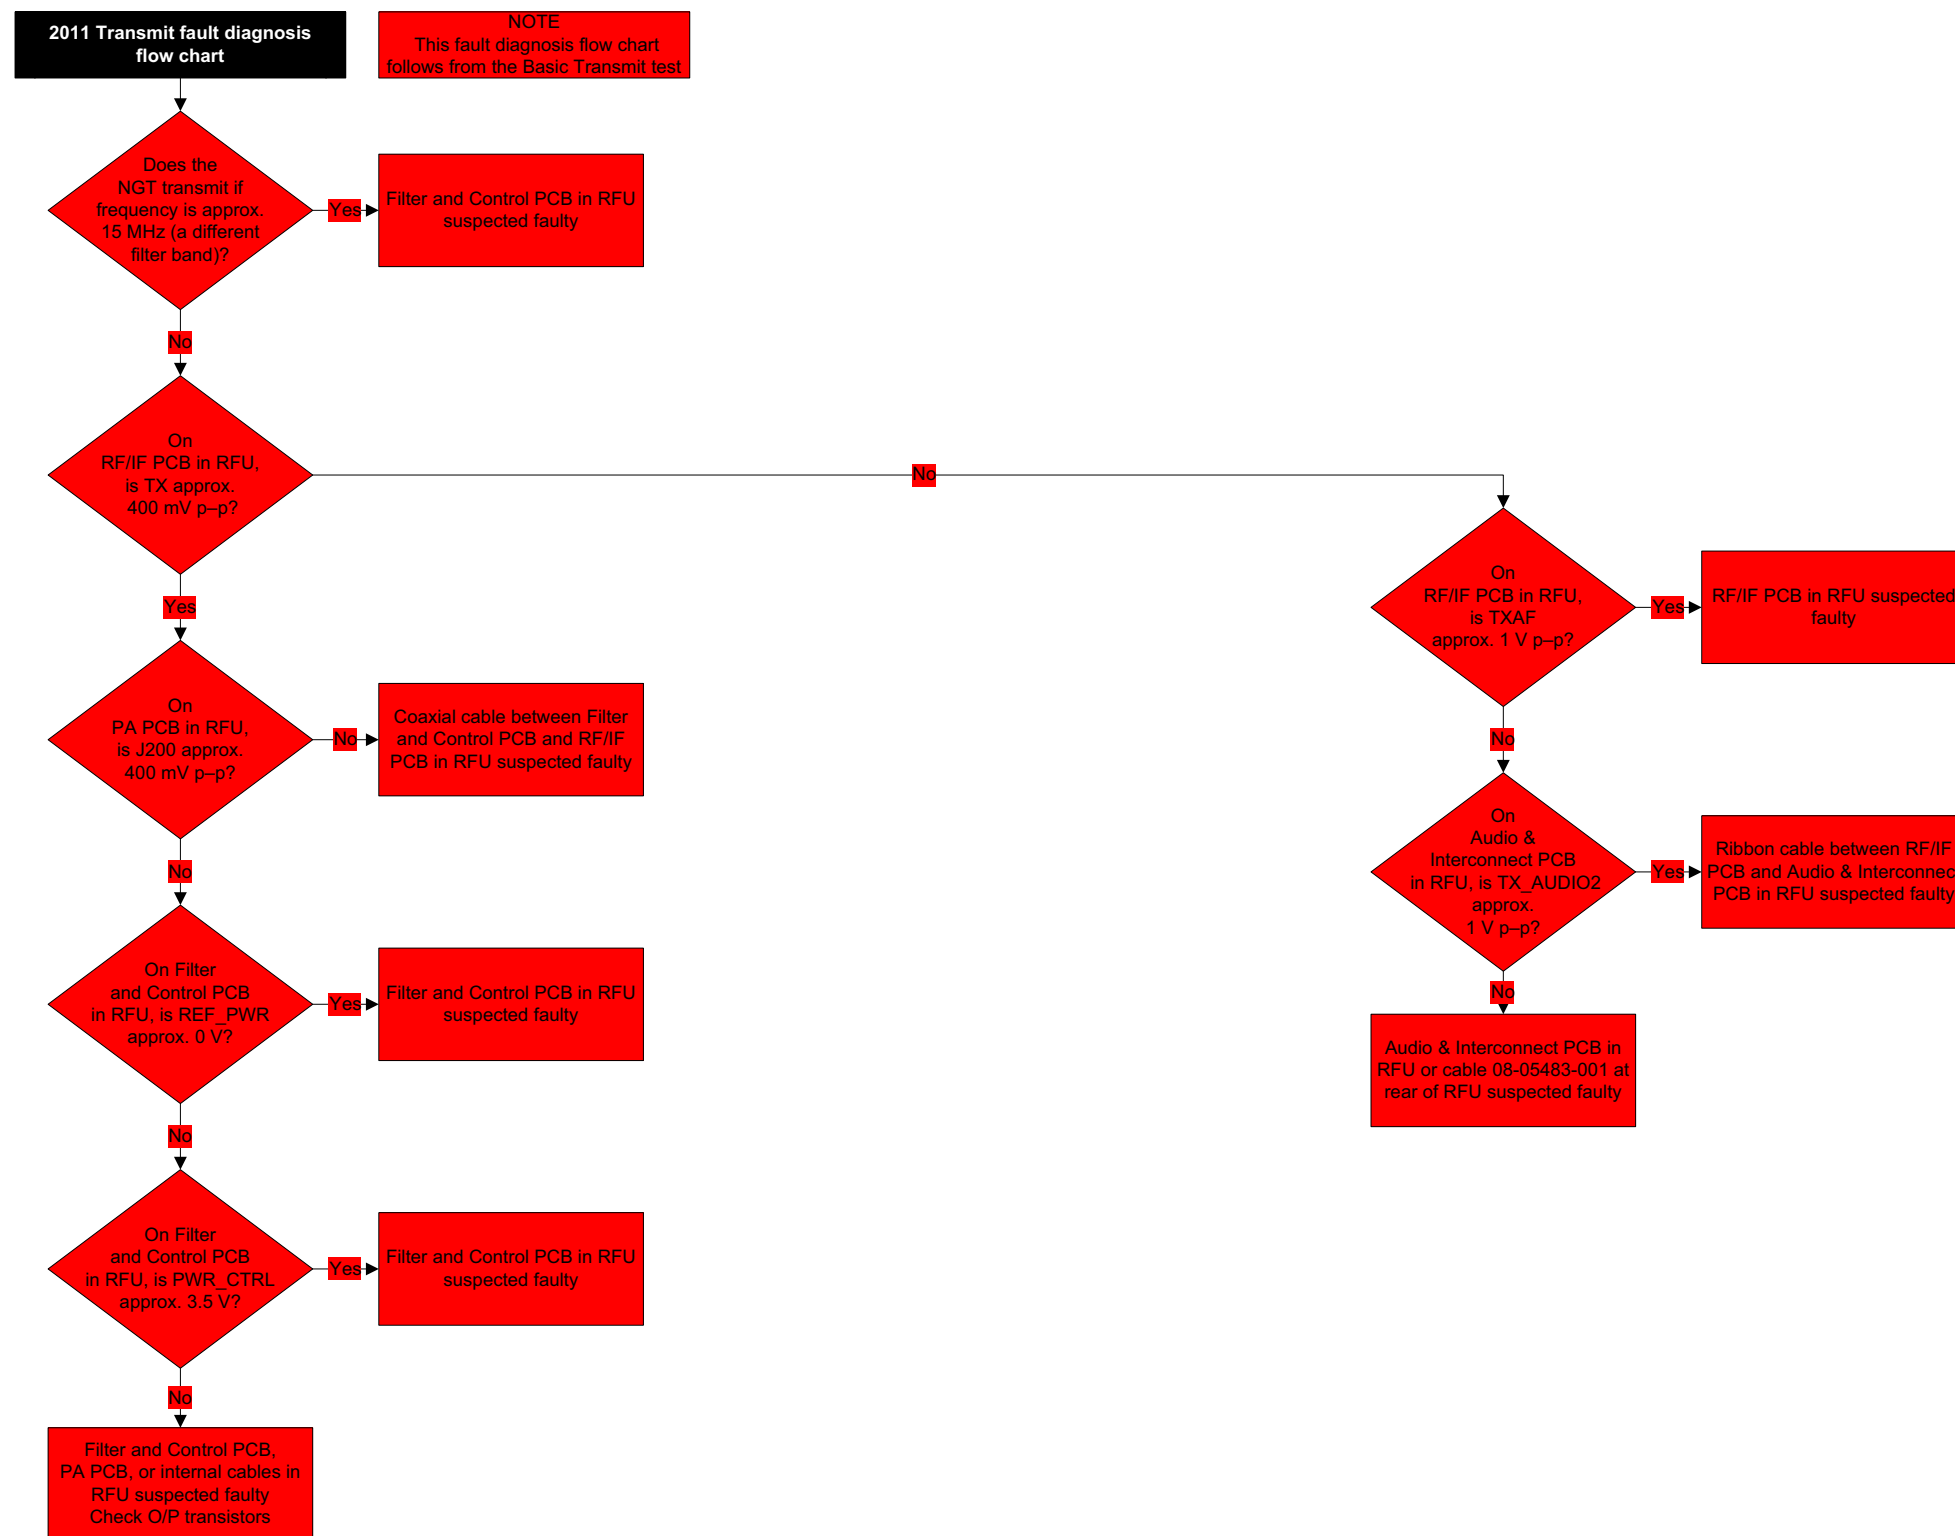 2011 Transmit fault diagnosis
flow chart
NOTE
This fault diagnosis flow chart
follows from the Basic Transmit test
Does the
NGT transmit if
frequency is approx.
15 MHz (a different
filter band)?
Yes
Filter and Control PCB in RFU
suspected faulty
No
On
RF/IF PCB in RFU,
is TX approx.
400 mV p–p?
No
Yes
On
RF/IF PCB in RFU,
is TXAF
approx. 1 V p–p?
Yes
RF/IF PCB in RFU suspected
faulty
No
On
PA PCB in RFU,
is J200 approx.
400 mV p–p?
No
Coaxial cable between Filter
and Control PCB and RF/IF
PCB in RFU suspected faulty
No
On
Audio &
Interconnect PCB
in RFU, is TX_AUDIO2
approx.
1 V p–p?
Yes
Ribbon cable between RF/IF
PCB and Audio & Interconnec
PCB in RFU suspected faulty
No
Audio & Interconnect PCB in
RFU or cable 08-05483-001 at
rear of RFU suspected faulty
On Filter
and Control PCB
in RFU, is REF_PWR
approx. 0 V?
Yes
Filter and Control PCB in RFU
suspected faulty
No
On Filter
and Control PCB
in RFU, is PWR_CTRL
approx. 3.5 V?
Yes
Filter and Control PCB in RFU
suspected faulty
No
Filter and Control PCB,
PA PCB, or internal cables in
RFU suspected faulty
Check O/P transistors